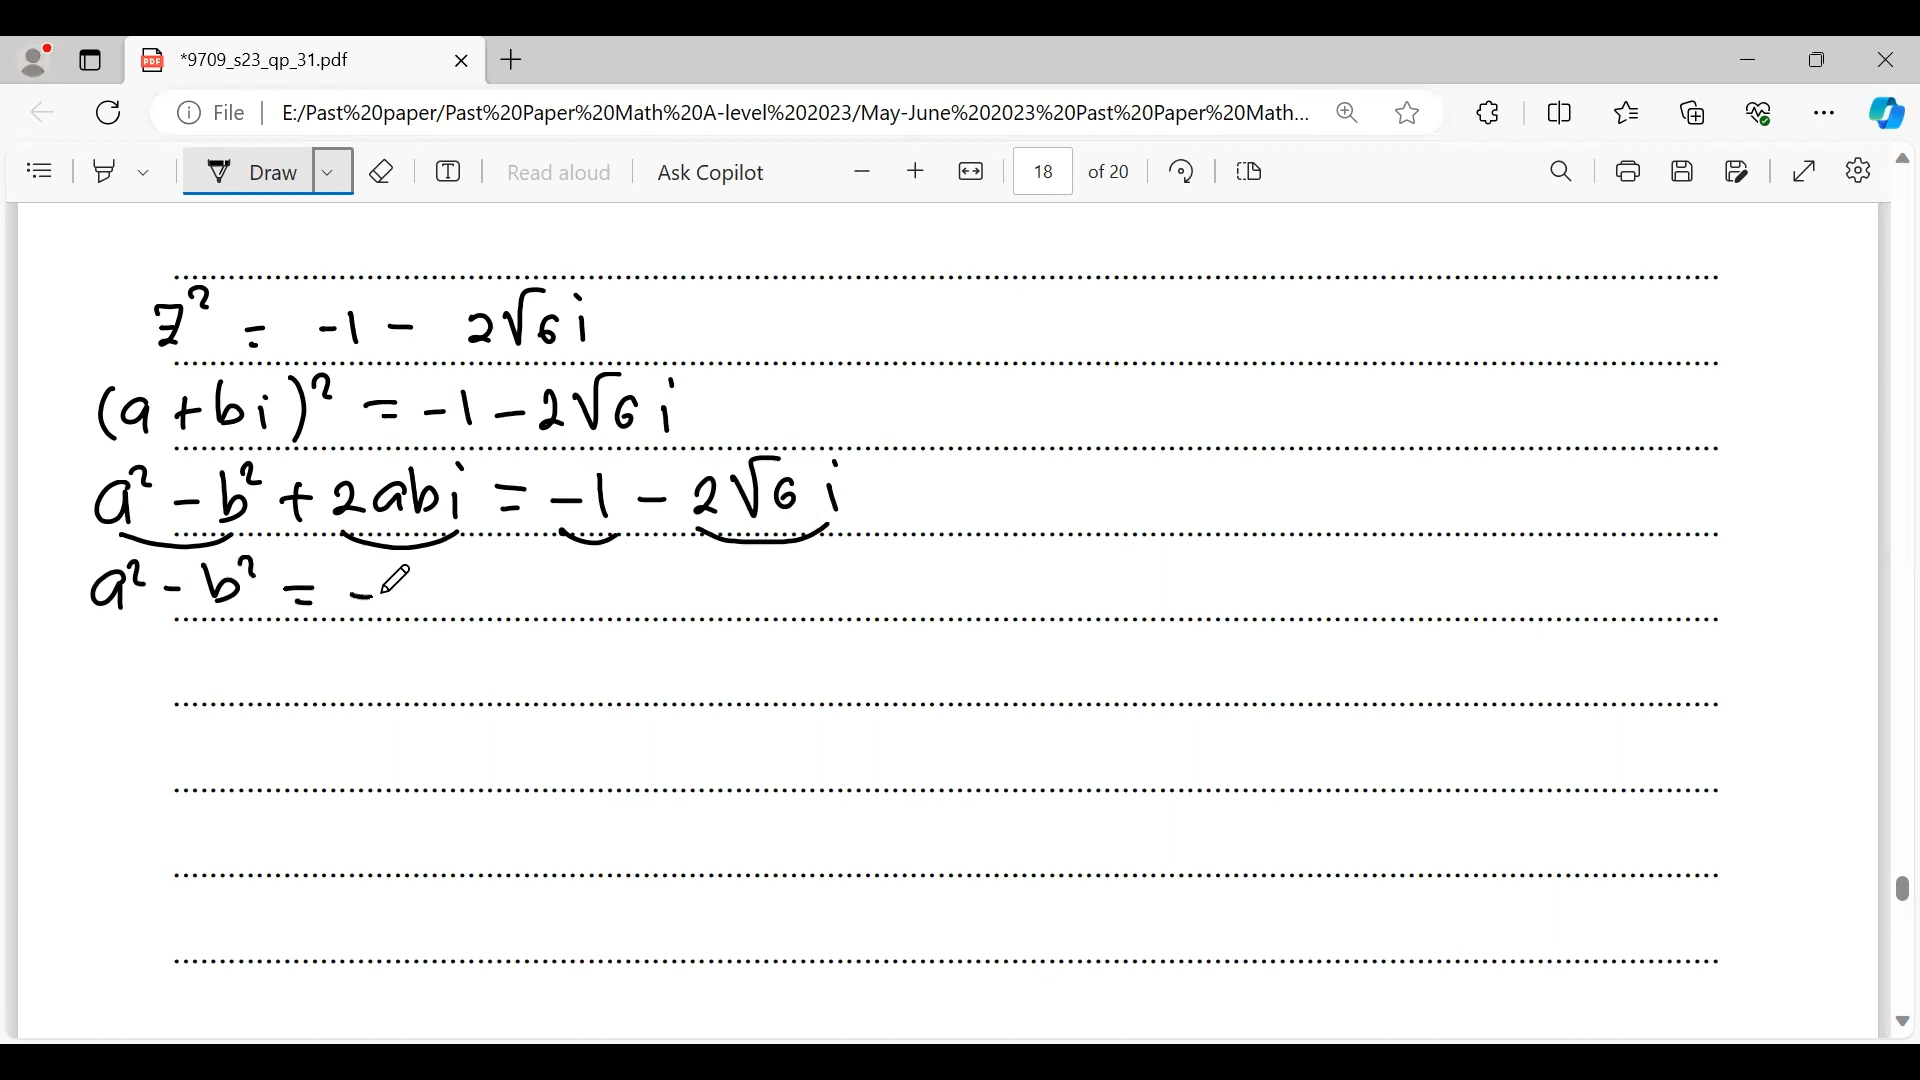 *9709_s23_qp_31.pdf
File E:/Past%20paper/Past%20Paper%20Math%20A-level%202023/May-June%202023%20Past%20Paper%20Math...
Draw Read aloud Ask Copilot 18 of 20
z² = -1 - 2√6 i
(a + bi)² = -1 - 2√6 i
a² - b² + 2abi = -1 - 2√6 i
a² - b² = -